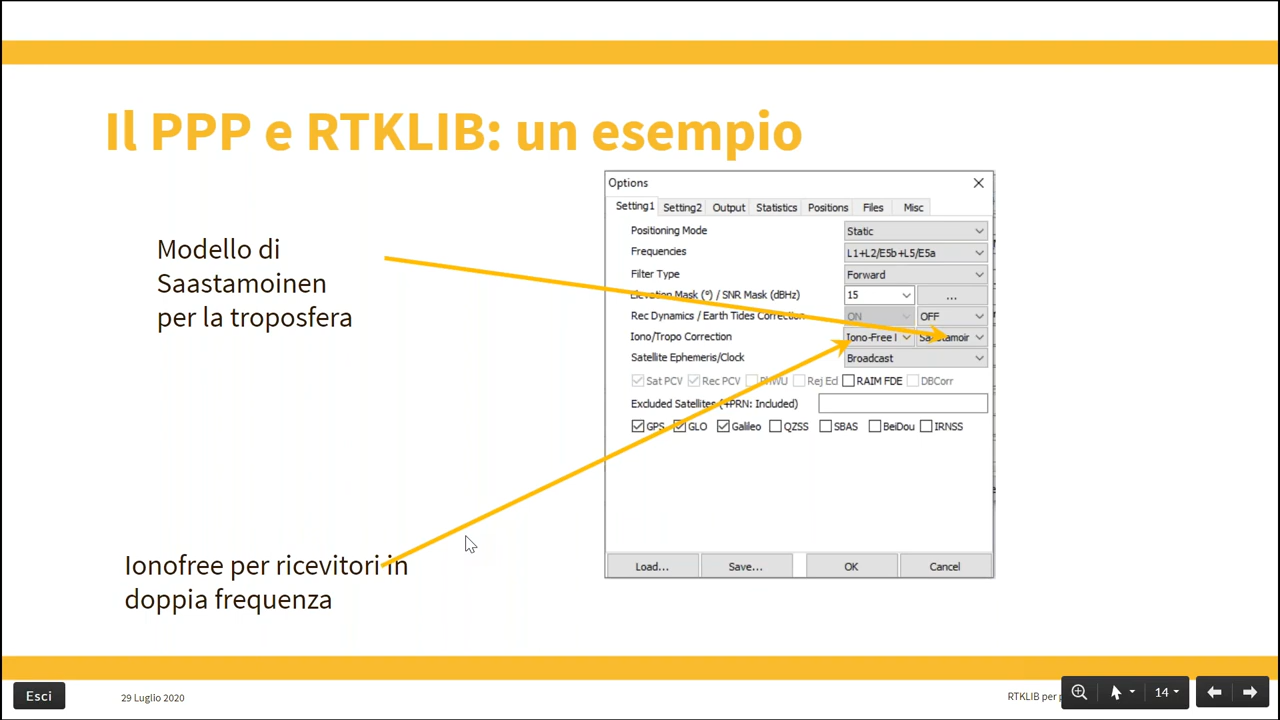 Il PPP e RTKLIB: un esempio
Modello di
Saastamoinen
per la troposfera
Ionofree per ricevitori in
doppia frequenza
Options
Setting1 Setting2 Output Statistics Positions Files Misc
Positioning Mode Static
Frequencies L1+L2/E5b+L5/E5a
Filter Type Forward
Elevation Mask (°) / SNR Mask (dBHz) 15 ...
Rec Dynamics / Earth Tides Correction ON OFF
Iono/Tropo Correction Iono-Free Saastamoir
Satellite Ephemeris/Clock Broadcast
Sat PCV Rec PCV PhWU Rej Ed RAIM FDE DBCorr
Excluded Satellites (+PRN: Included)
GPS GLO Galileo QZSS SBAS BeiDou IRNSS
Load... Save... OK Cancel
Esci
29 Luglio 2020
RTKLIB per
14